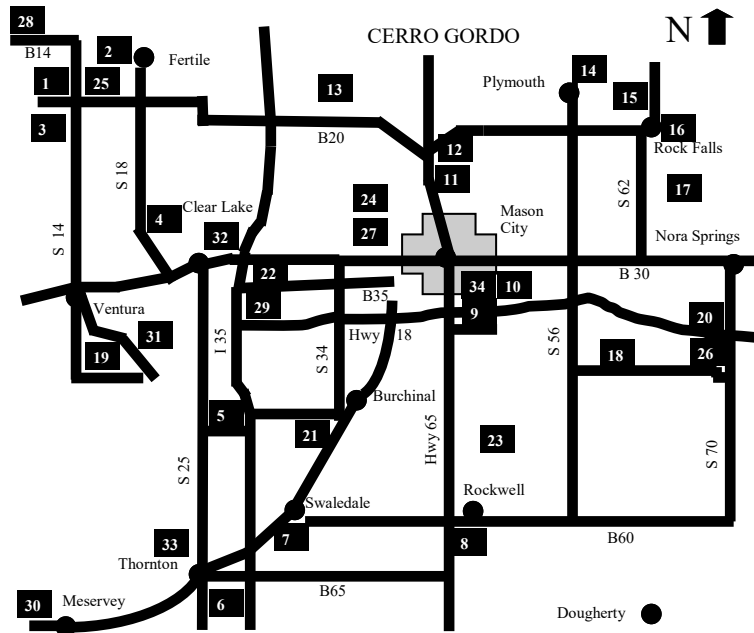 28
B14
2
Fertile
CERRO GORDO
N
1
25
13
Plymouth
14
15
3
B20
12
16
Rock Falls
S 18
11
S 62
17
S 14
4
Clear Lake
32
24
27
Mason
City
Nora Springs
22
B35
34
10
B 30
Ventura
29
9
20
31
I 35
Hwy 18
S 56
19
S 34
18
26
Burchinal
5
21
Hwy 65
23
S 70
S 25
Swaledale
Rockwell
33
7
8
B60
Thornton
B65
30
Meservey
6
Dougherty